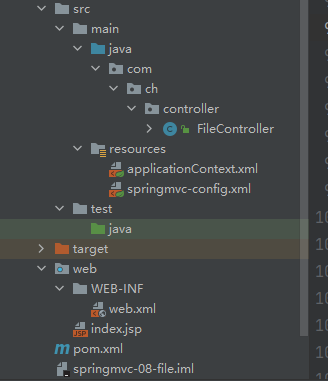 src
main
java
com
ch
controller
FileController
resources
applicationContext.xml
springmvc-config.xml
test
java
target
web
WEB-INF
web.xml
index.jsp
pom.xml
springmvc-08-file.iml